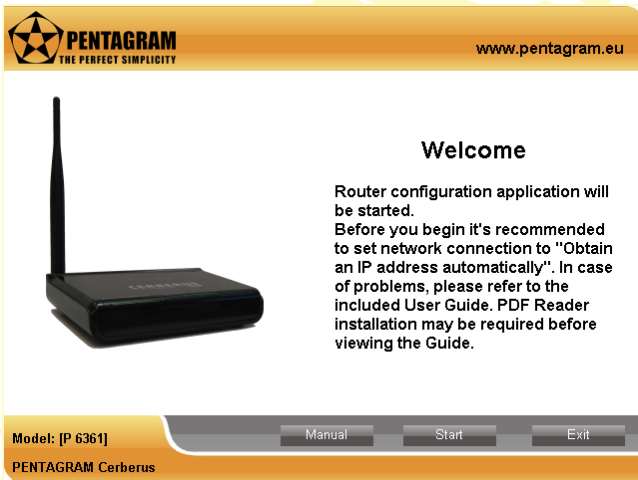 PENTAGRAM
THE PERFECT SIMPLICITY
www.pentagram.eu
Welcome
Router configuration application will
be started.
Before you begin it's recommended
to set network connection to "Obtain
an IP address automatically". In case
of problems, please refer to the
included User Guide. PDF Reader
installation may be required before
viewing the Guide.
CERBERUS
Model: [P 6361]
Manual
Start
Exit
PENTAGRAM Cerberus